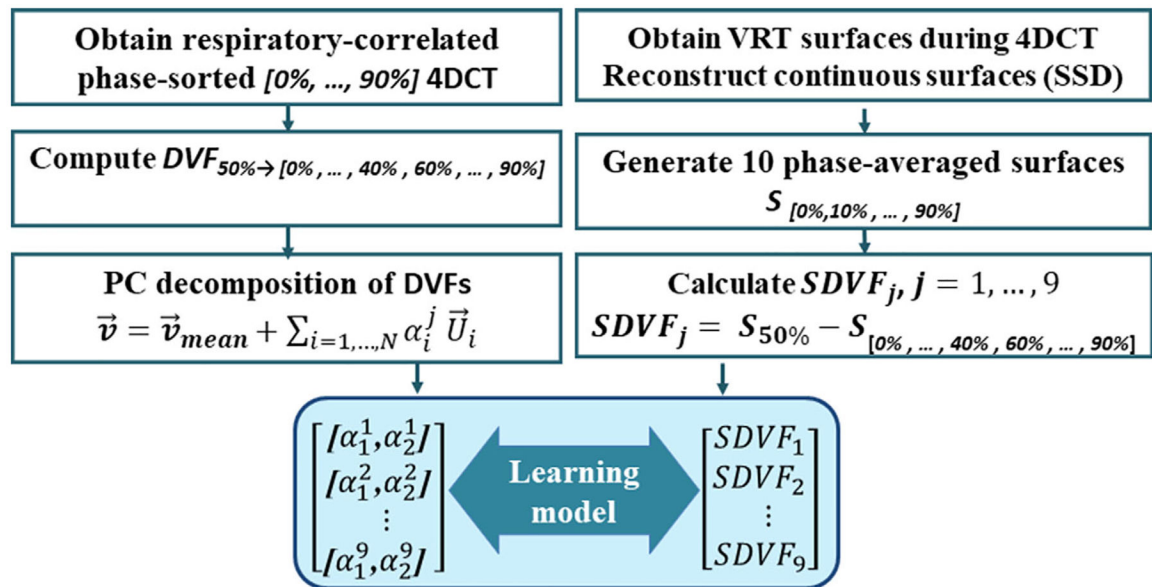 Obtain respiratory-correlated
phase-sorted [0%, ..., 90%] 4DCT
Compute DVF₅₀%→ [0% , ... , 40% , 60% , ... , 90%]
PC decomposition of DVFs
v⃗ = v⃗ₘₑₐₙ + ∑ᵢ₌₁,...,N αᵢʲ U⃗ᵢ
Obtain VRT surfaces during 4DCT
Reconstruct continuous surfaces (SSD)
Generate 10 phase-averaged surfaces
S [0%,10% , ... , 90%]
Calculate SDVFⱼ, j = 1, ..., 9
SDVFⱼ = S₅₀% − S[0% , ... , 40% , 60% , ... , 90%]
[α₁¹,α₂¹]
[α₁²,α₂²]
⋮
[α₁⁹,α₂⁹]
Learning
model
SDVF₁
SDVF₂
⋮
SDVF₉